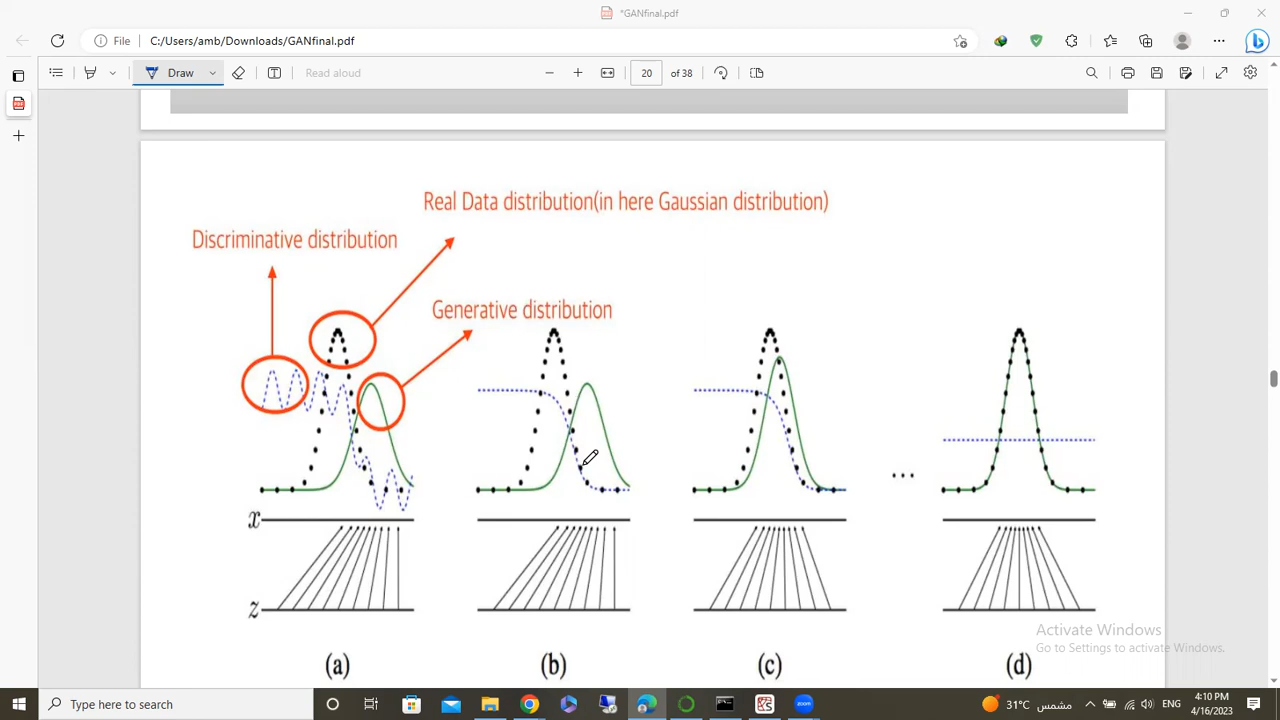 *GANfinal.pdf
File C:/Users/amb/Downloads/GANfinal.pdf
Draw Read aloud 20 of 38
Real Data distribution(in here Gaussian distribution)
Discriminative distribution
Generative distribution
...
x
z
(a) (b) (c) (d)
Activate Windows
Go to Settings to activate Windows.
Type here to search
zoom
31°C مشمس
ENG
4:10 PM
4/16/2023